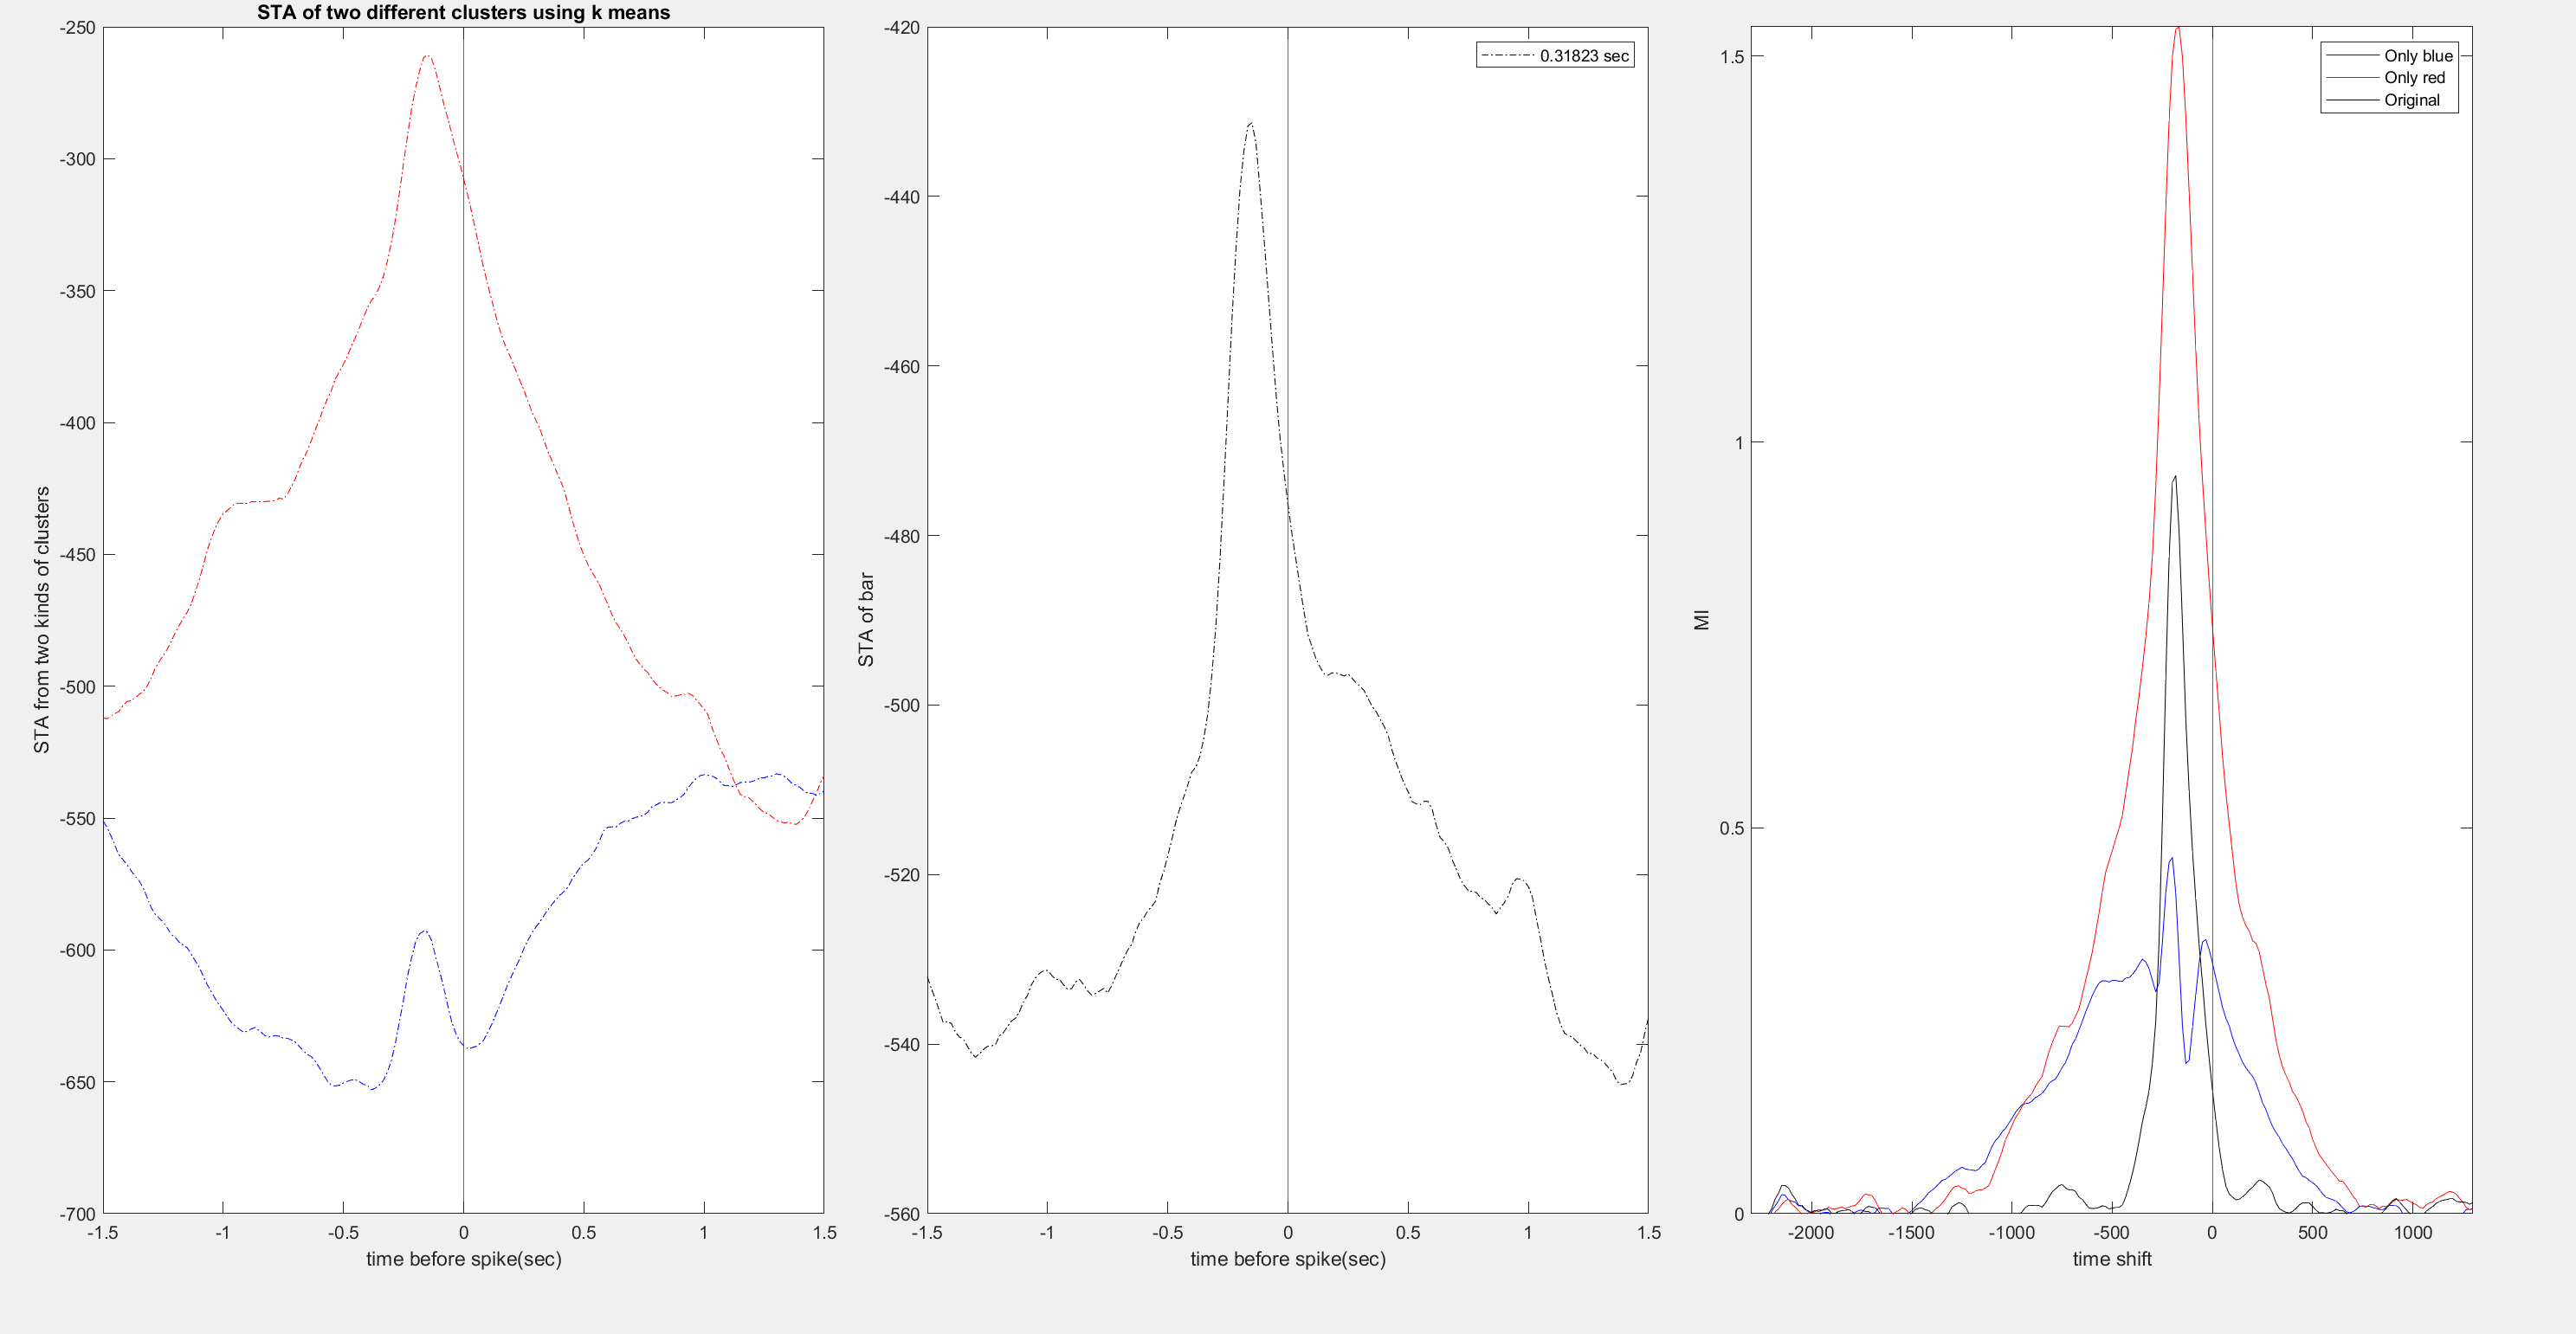 STA of two different clusters using k means
-250
-300
-350
-400
-450
-500
-550
-600
-650
-700
STA from two kinds of clusters
-1.5 -1 -0.5 0 0.5 1 1.5
time before spike(sec)
-420
-440
-460
-480
-500
-520
-540
-560
STA of bar
0.31823 sec
-1.5 -1 -0.5 0 0.5 1 1.5
time before spike(sec)
1.5
1
0.5
0
MI
Only blue
Only red
Original
-2000 -1500 -1000 -500 0 500 1000
time shift